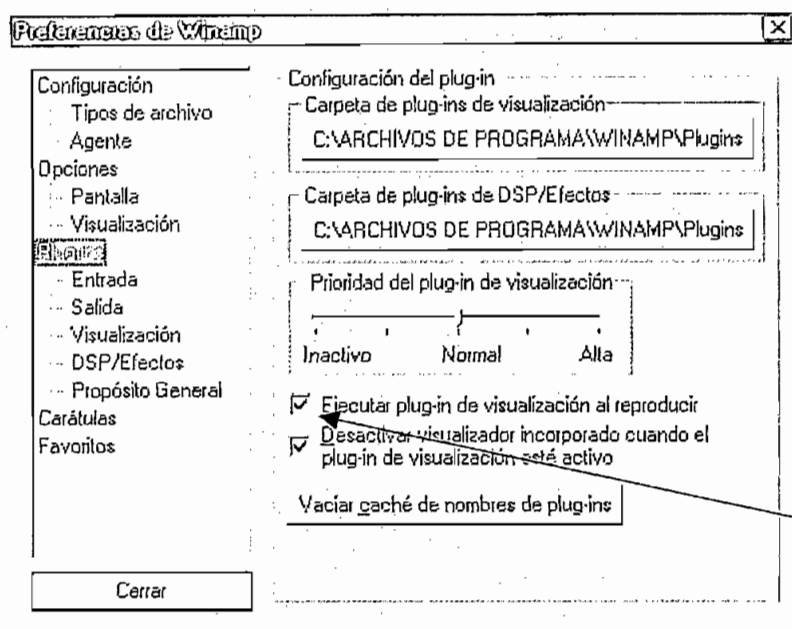 Preferencias de Winamp
Configuración
Tipos de archivo
Agente
Opciones
Pantalla
Visualización
Plug-ins
Entrada
Salida
Visualización
DSP/Efectos
Propósito General
Carátulas
Favoritos
Cerrar
Configuración del plug-in
Carpeta de plug-ins de visualización
C:\ARCHIVOS DE PROGRAMA\WINAMP\Plugins
Carpeta de plug-ins de DSP/Efectos
C:\ARCHIVOS DE PROGRAMA\WINAMP\Plugins
Prioridad del plug-in de visualización
Inactivo Normal Alta
Ejecutar plug-in de visualización al reproducir
Desactivar visualizador incorporado cuando el
plug-in de visualización esté activo
Vaciar caché de nombres de plug-ins